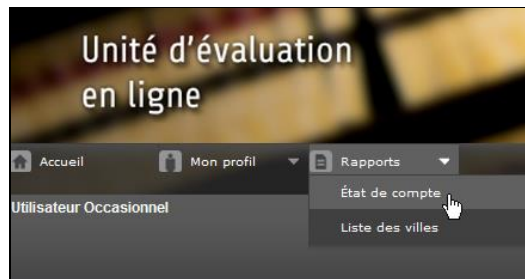 Unité d'évaluation
en ligne
Accueil
Mon profil
Rapports
État de compte
Liste des villes
Utilisateur Occasionnel